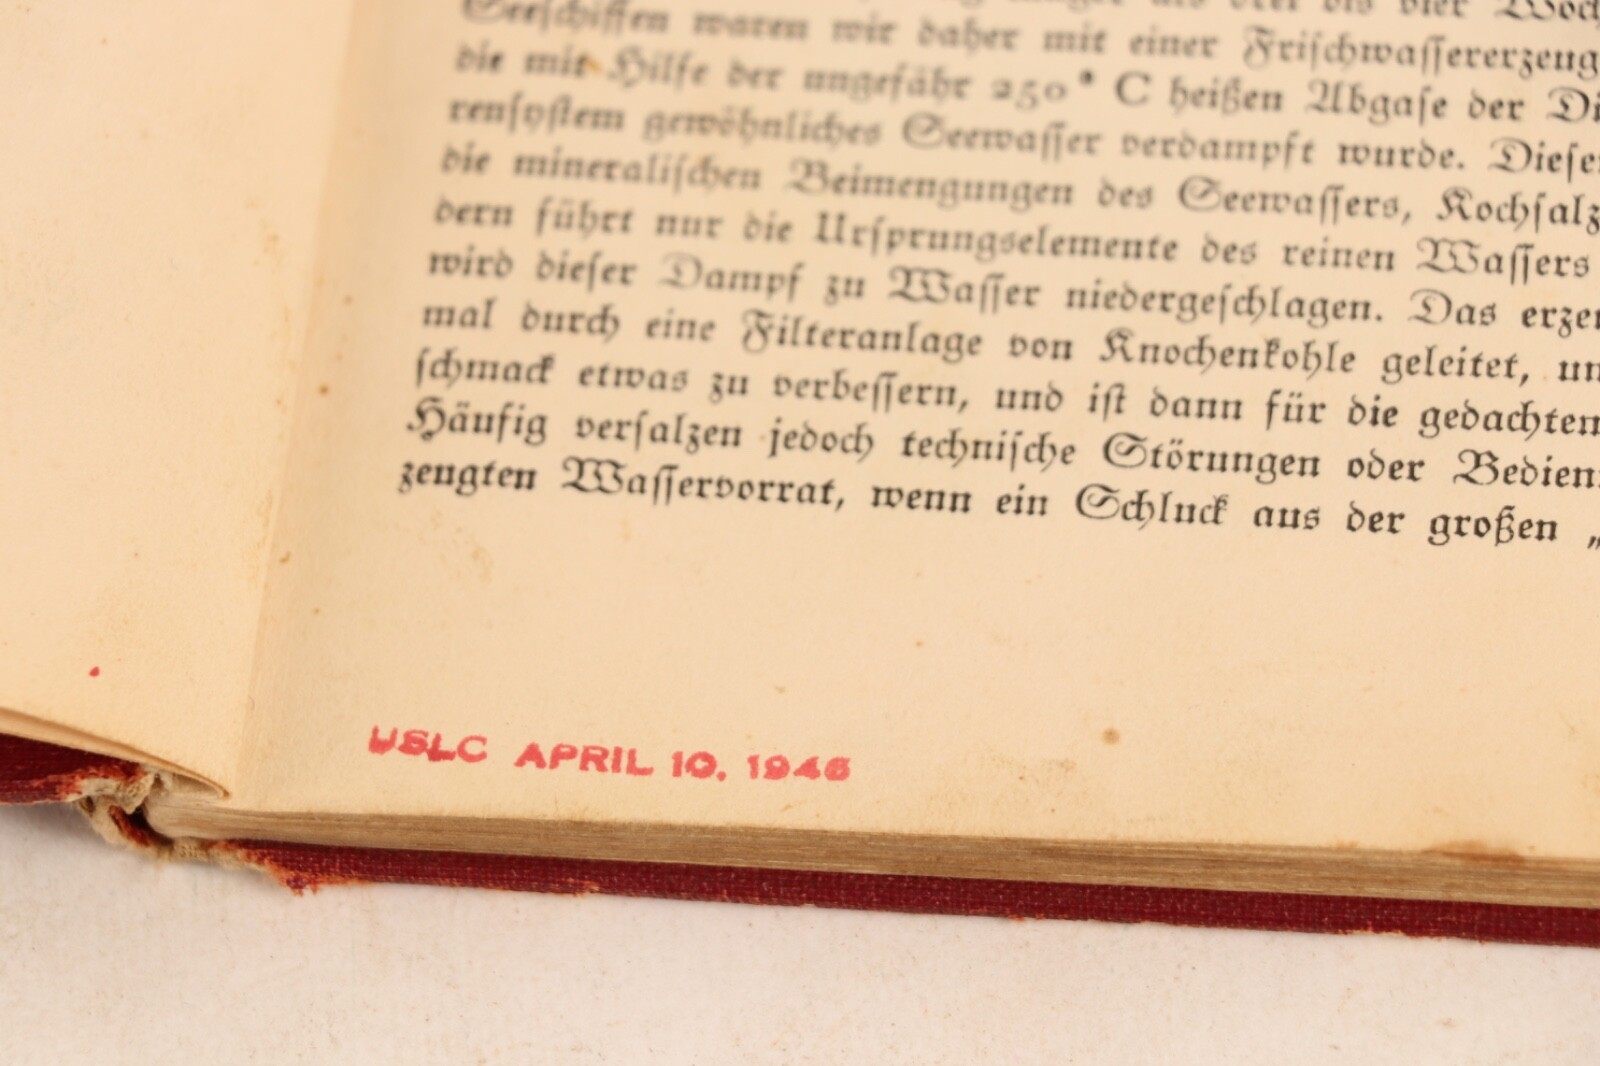 Seeschiffen waren wir daher mit einer Frischwassererzeug
die mit Hilfe der ungefähr 250° C heißen Abgase der Di
rensystem gewöhnliches Seewasser verdampft wurde. Diese
die mineralischen Beimengungen des Seewassers, Kochsalz
dern führt nur die Ursprungselemente des reinen Wassers
wird dieser Dampf zu Wasser niedergeschlagen. Das erzeu
mal durch eine Filteranlage von Knochenkohle geleitet, um
schmack etwas zu verbessern, und ist dann für die gedachten
Häufig versalzen jedoch technische Störungen oder Bedien
zeugten Wasservorrat, wenn ein Schluck aus der großen „
USLC APRIL 10. 1946